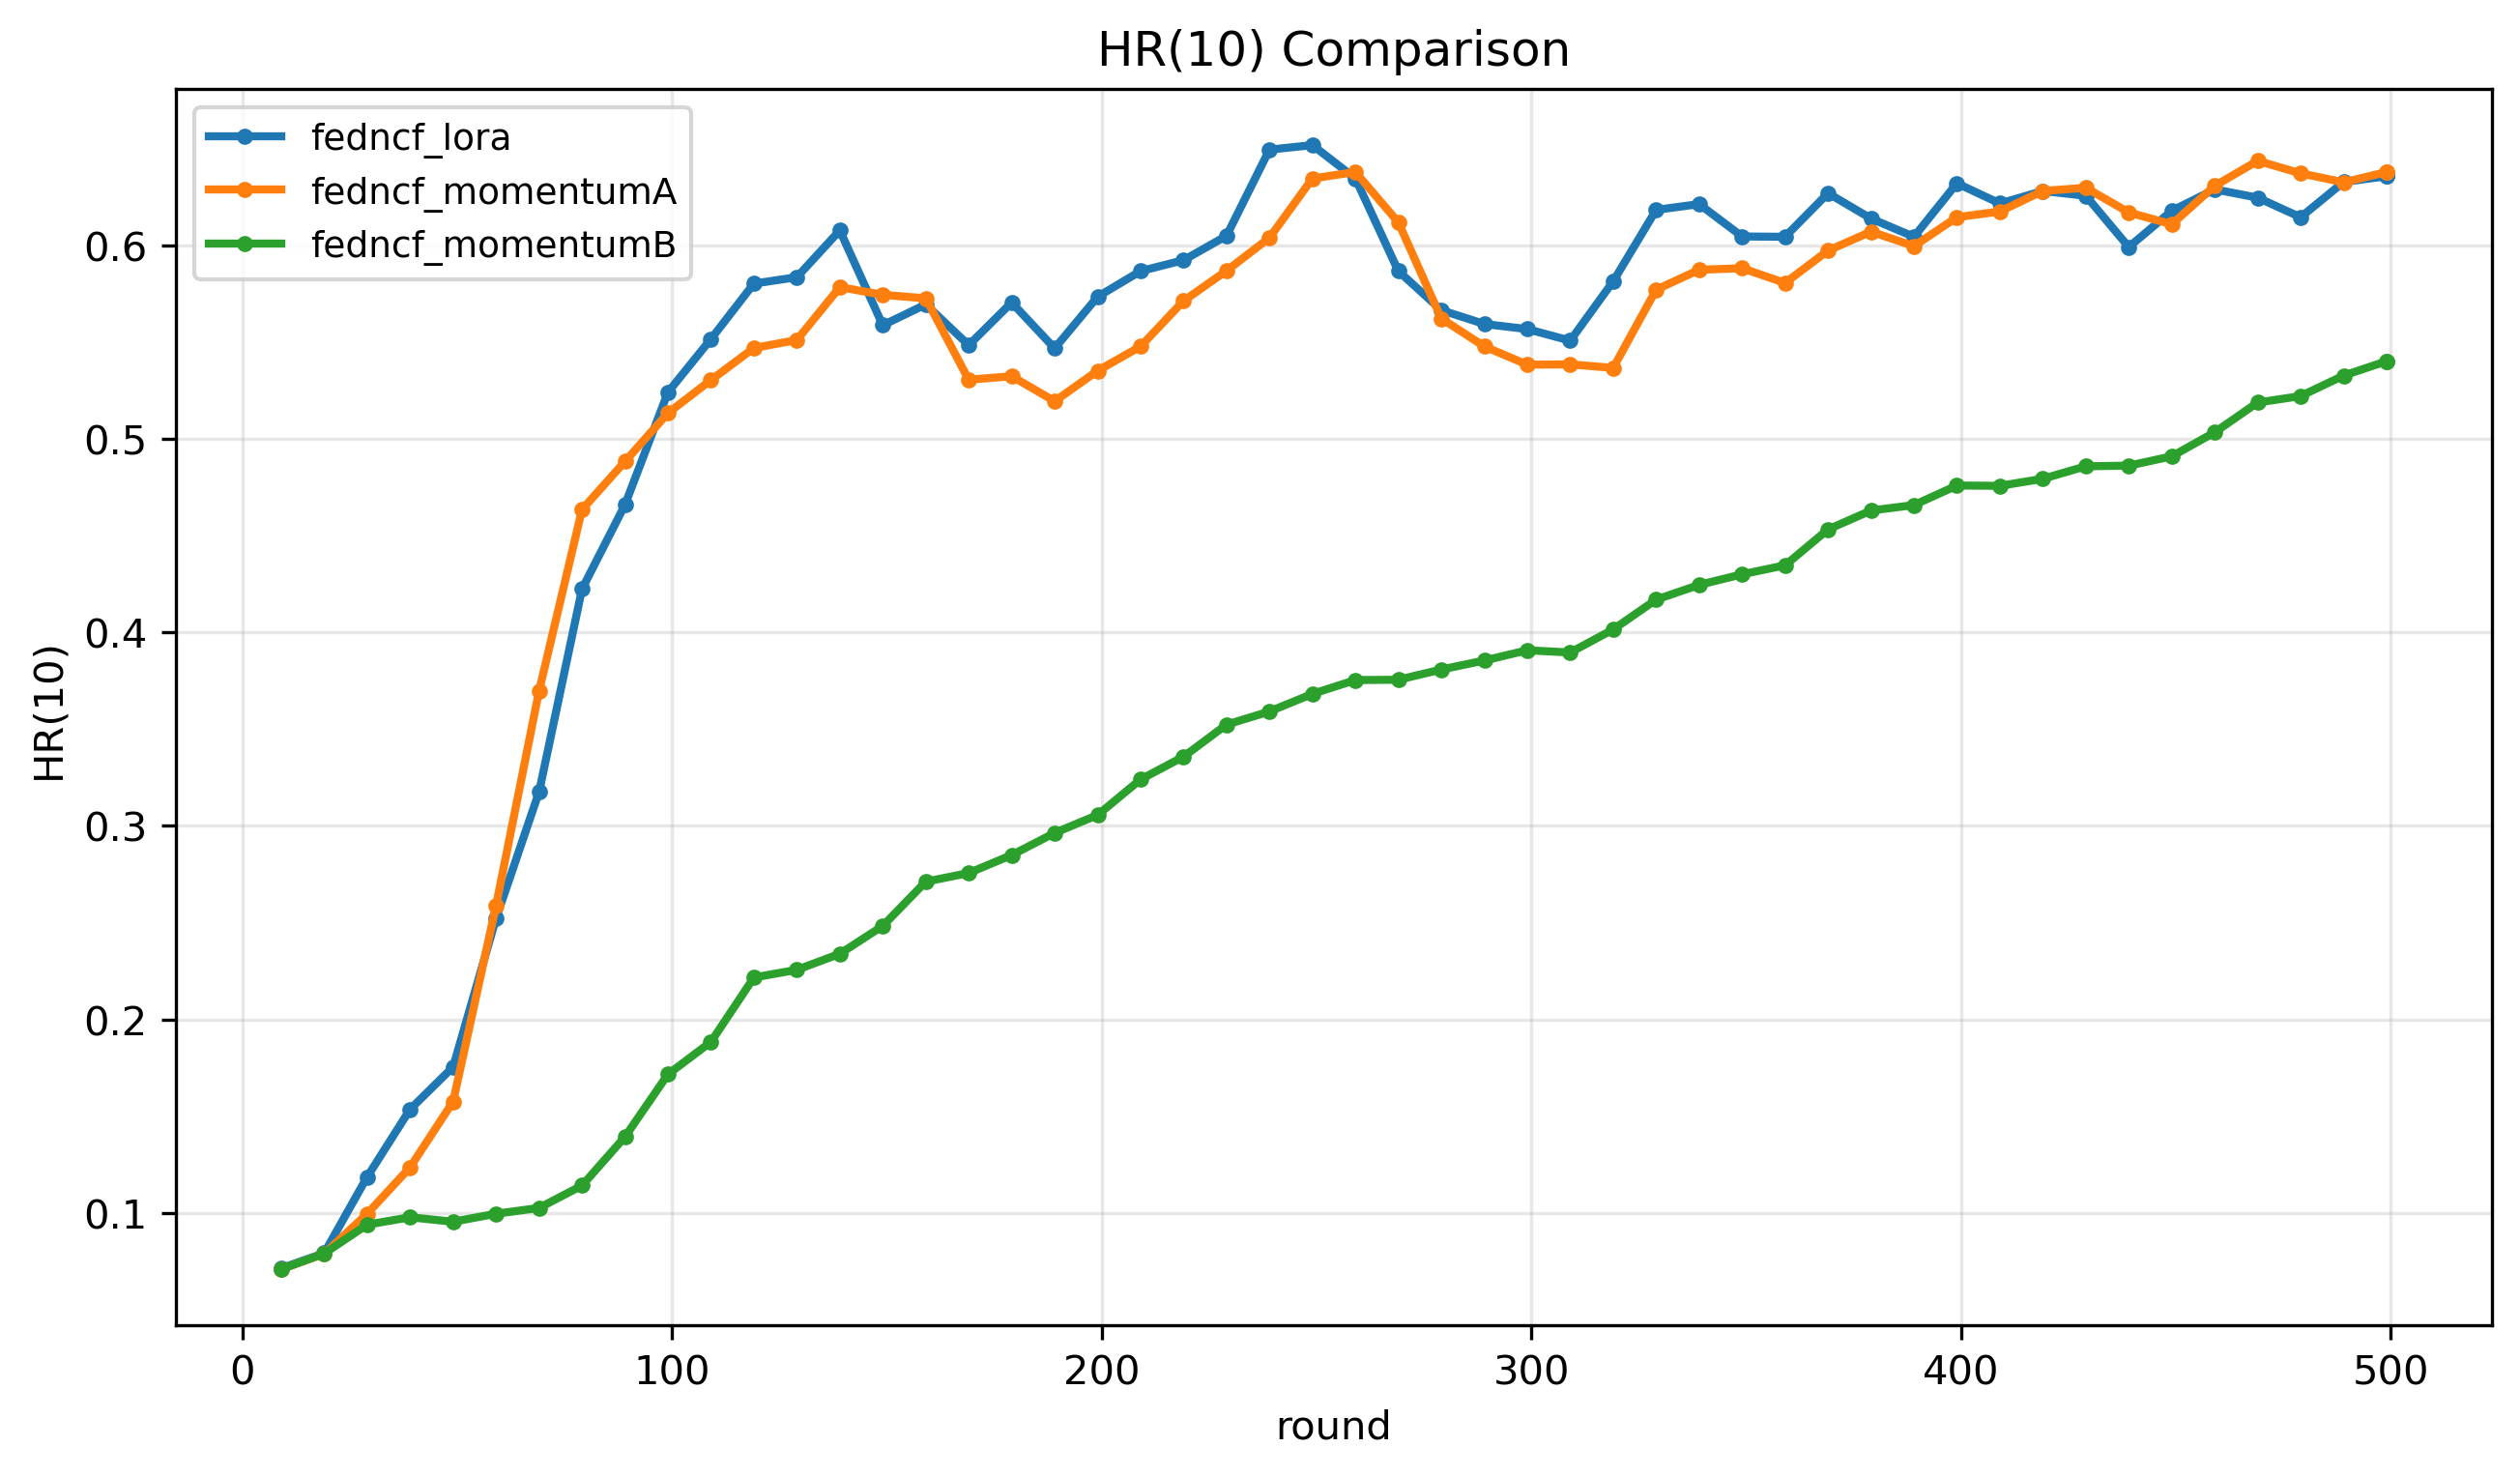 HR(10) Comparison
fedncf_lora
fedncf_momentumA
fedncf_momentumB
0.6
0.5
0.4
0.3
0.2
0.1
HR(10)
0 100 200 300 400 500
round